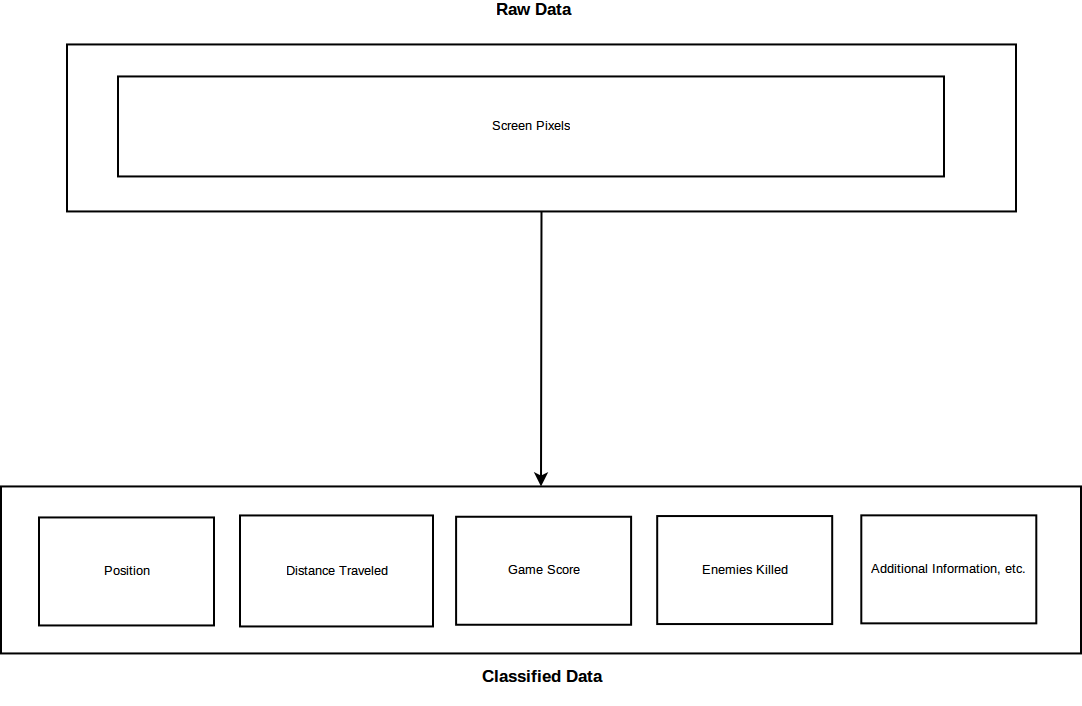 Raw Data
Screen Pixels
Position
Distance Traveled
Game Score
Enemies Killed
Additional Information, etc.
Classified Data